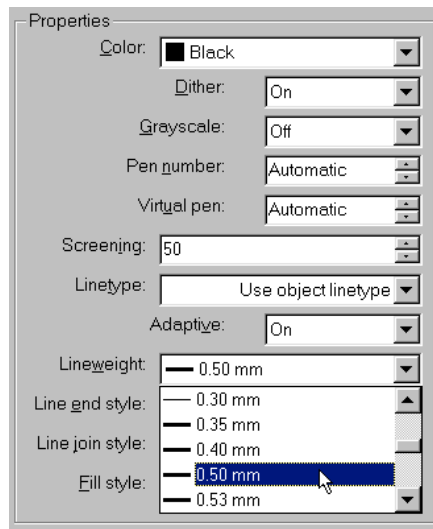 Properties
Color: Black
Dither: On
Grayscale: Off
Pen number: Automatic
Virtual pen: Automatic
Screening: 50
Linetype: Use object linetype
Adaptive: On
Lineweight: 0.50 mm
0.30 mm
Line end style:
0.35 mm
Line join style:
0.40 mm
0.50 mm
Fill style:
0.53 mm